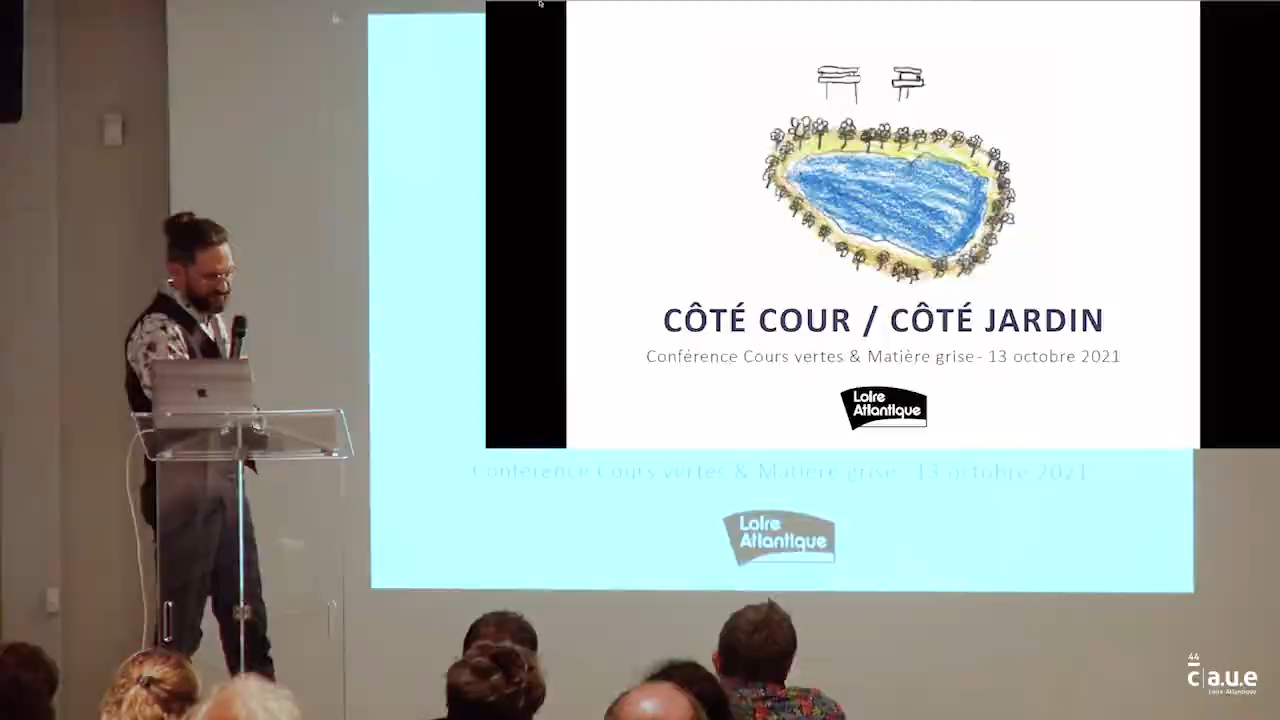 CÔTÉ COUR / CÔTÉ JARDIN
Conférence Cours vertes & Matière grise - 13 octobre 2021
Loire
Atlantique
Conférence Cours vertes & Matière grise - 13 octobre 2021
Loire
Atlantique
44
c|a.u.e
Loire-Atlantique